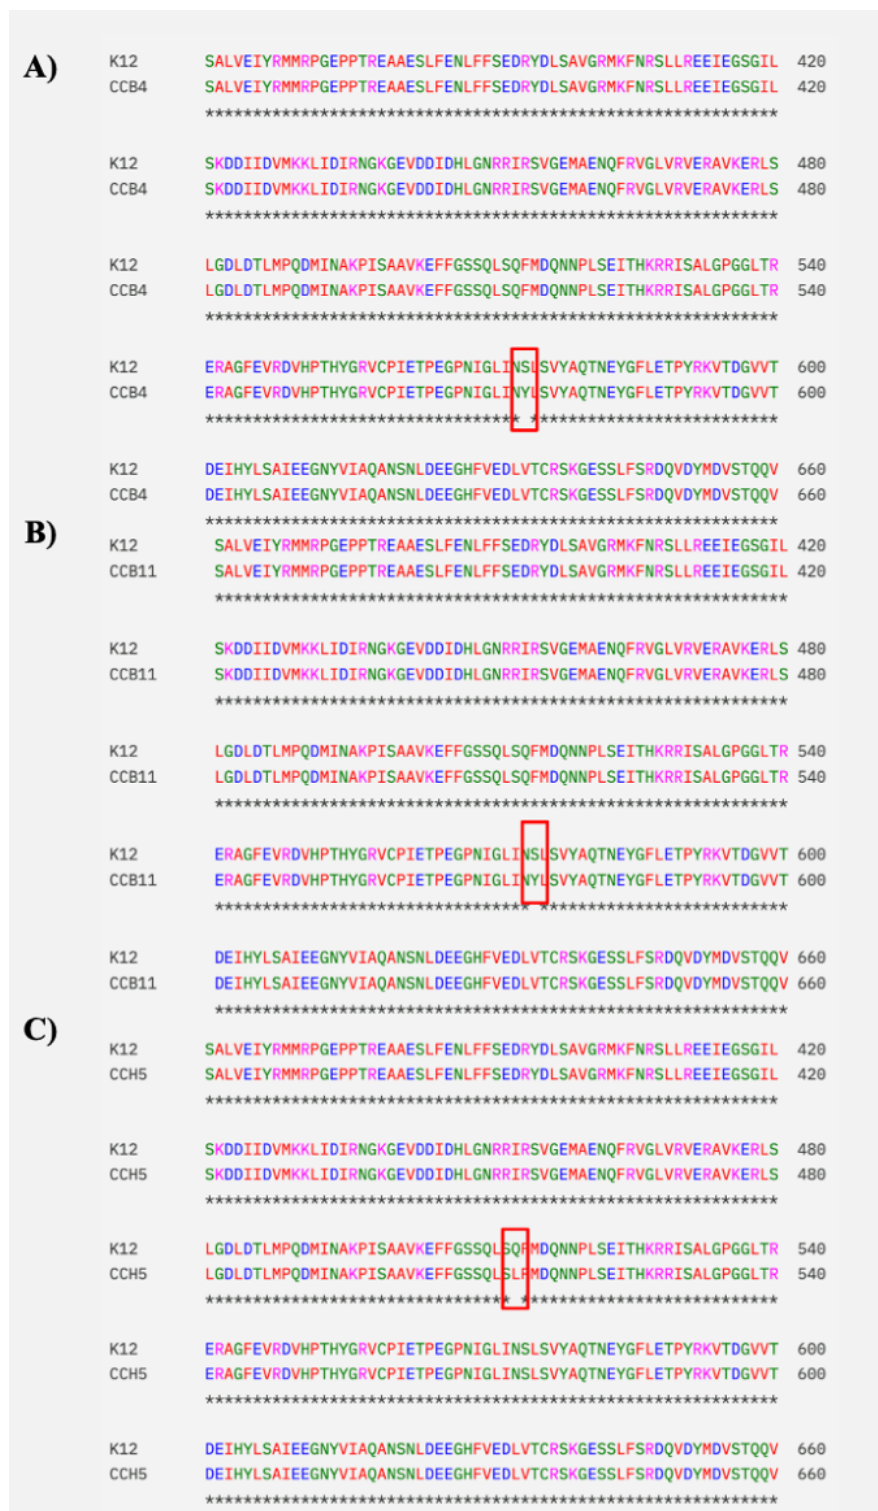 A)
K12 SALVEIYRMMRPGEPPTREAAESLFENLFFSEDRYDLSAVGRMKFNRSLLREEIEGSGIL 420
CCB4 SALVEIYRMMRPGEPPTREAAESLFENLFFSEDRYDLSAVGRMKFNRSLLREEIEGSGIL 420
************************************************************
K12 SKDDIIDVMKKLIDIRNGKGEVDDIDHLGNRRIRSVGEMAENQFRVGLVRVERAVKERLS 480
CCB4 SKDDIIDVMKKLIDIRNGKGEVDDIDHLGNRRIRSVGEMAENQFRVGLVRVERAVKERLS 480
************************************************************
K12 LGDLDTLMPQDMINAKPISAAVKEFFGSSQLSQFMDQNNPLSEITHKRRISALGPGGLTR 540
CCB4 LGDLDTLMPQDMINAKPISAAVKEFFGSSQLSQFMDQNNPLSEITHKRRISALGPGGLTR 540
************************************************************
K12 ERAGFEVRDVHPTHYGRVCPIETPEGPNIGLINSLSVYAQTNEYGFLETPYRKVTDGVVT 600
CCB4 ERAGFEVRDVHPTHYGRVCPIETPEGPNIGLINYLSVYAQTNEYGFLETPYRKVTDGVVT 600
********************************* **************************
K12 DEIHYLSAIEEGNYVIAQANSNLDEEGHFVEDLVTCRSKGESSLFSRDQVDYMDVSTQQV 660
CCB4 DEIHYLSAIEEGNYVIAQANSNLDEEGHFVEDLVTCRSKGESSLFSRDQVDYMDVSTQQV 660
************************************************************
B)
K12 SALVEIYRMMRPGEPPTREAAESLFENLFFSEDRYDLSAVGRMKFNRSLLREEIEGSGIL 420
CCB11 SALVEIYRMMRPGEPPTREAAESLFENLFFSEDRYDLSAVGRMKFNRSLLREEIEGSGIL 420
************************************************************
K12 SKDDIIDVMKKLIDIRNGKGEVDDIDHLGNRRIRSVGEMAENQFRVGLVRVERAVKERLS 480
CCB11 SKDDIIDVMKKLIDIRNGKGEVDDIDHLGNRRIRSVGEMAENQFRVGLVRVERAVKERLS 480
************************************************************
K12 LGDLDTLMPQDMINAKPISAAVKEFFGSSQLSQFMDQNNPLSEITHKRRISALGPGGLTR 540
CCB11 LGDLDTLMPQDMINAKPISAAVKEFFGSSQLSQFMDQNNPLSEITHKRRISALGPGGLTR 540
************************************************************
K12 ERAGFEVRDVHPTHYGRVCPIETPEGPNIGLINSLSVYAQTNEYGFLETPYRKVTDGVVT 600
CCB11 ERAGFEVRDVHPTHYGRVCPIETPEGPNIGLINYLSVYAQTNEYGFLETPYRKVTDGVVT 600
********************************* **************************
K12 DEIHYLSAIEEGNYVIAQANSNLDEEGHFVEDLVTCRSKGESSLFSRDQVDYMDVSTQQV 660
CCB11 DEIHYLSAIEEGNYVIAQANSNLDEEGHFVEDLVTCRSKGESSLFSRDQVDYMDVSTQQV 660
************************************************************
C)
K12 SALVEIYRMMRPGEPPTREAAESLFENLFFSEDRYDLSAVGRMKFNRSLLREEIEGSGIL 420
CCH5 SALVEIYRMMRPGEPPTREAAESLFENLFFSEDRYDLSAVGRMKFNRSLLREEIEGSGIL 420
************************************************************
K12 SKDDIIDVMKKLIDIRNGKGEVDDIDHLGNRRIRSVGEMAENQFRVGLVRVERAVKERLS 480
CCH5 SKDDIIDVMKKLIDIRNGKGEVDDIDHLGNRRIRSVGEMAENQFRVGLVRVERAVKERLS 480
************************************************************
K12 LGDLDTLMPQDMINAKPISAAVKEFFGSSQLSQFMDQNNPLSEITHKRRISALGPGGLTR 540
CCH5 LGDLDTLMPQDMINAKPISAAVKEFFGSSQLSLFMDQNNPLSEITHKRRISALGPGGLTR 540
******************************** ***************************
K12 ERAGFEVRDVHPTHYGRVCPIETPEGPNIGLINSLSVYAQTNEYGFLETPYRKVTDGVVT 600
CCH5 ERAGFEVRDVHPTHYGRVCPIETPEGPNIGLINSLSVYAQTNEYGFLETPYRKVTDGVVT 600
************************************************************
K12 DEIHYLSAIEEGNYVIAQANSNLDEEGHFVEDLVTCRSKGESSLFSRDQVDYMDVSTQQV 660
CCH5 DEIHYLSAIEEGNYVIAQANSNLDEEGHFVEDLVTCRSKGESSLFSRDQVDYMDVSTQQV 660
************************************************************